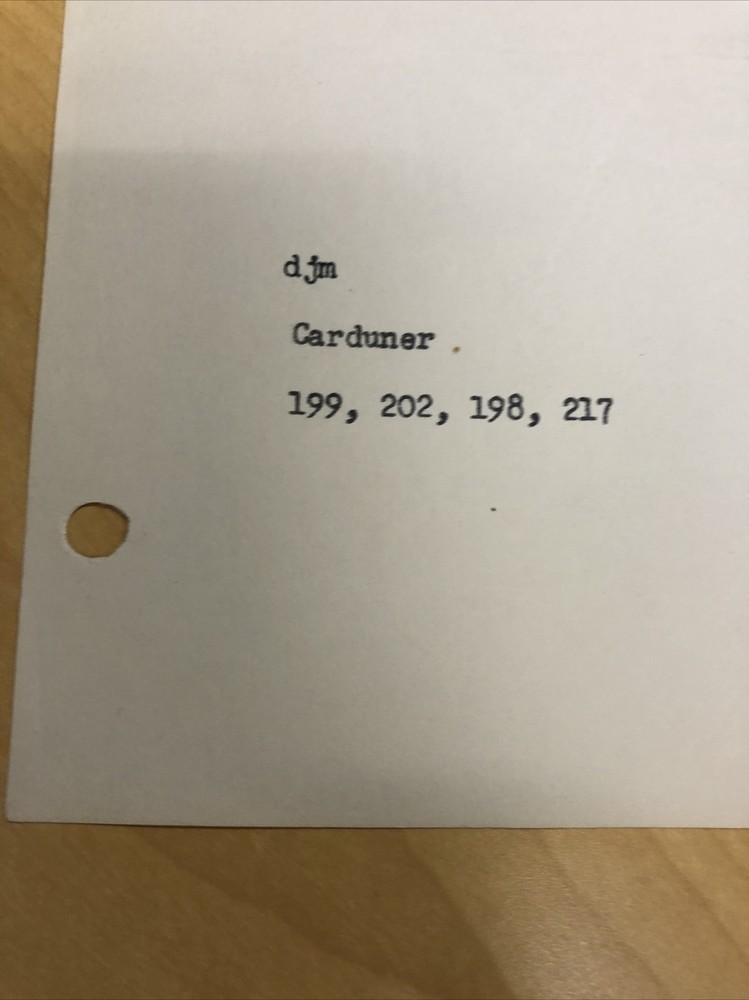 djm
Carduner
199, 202, 198, 217